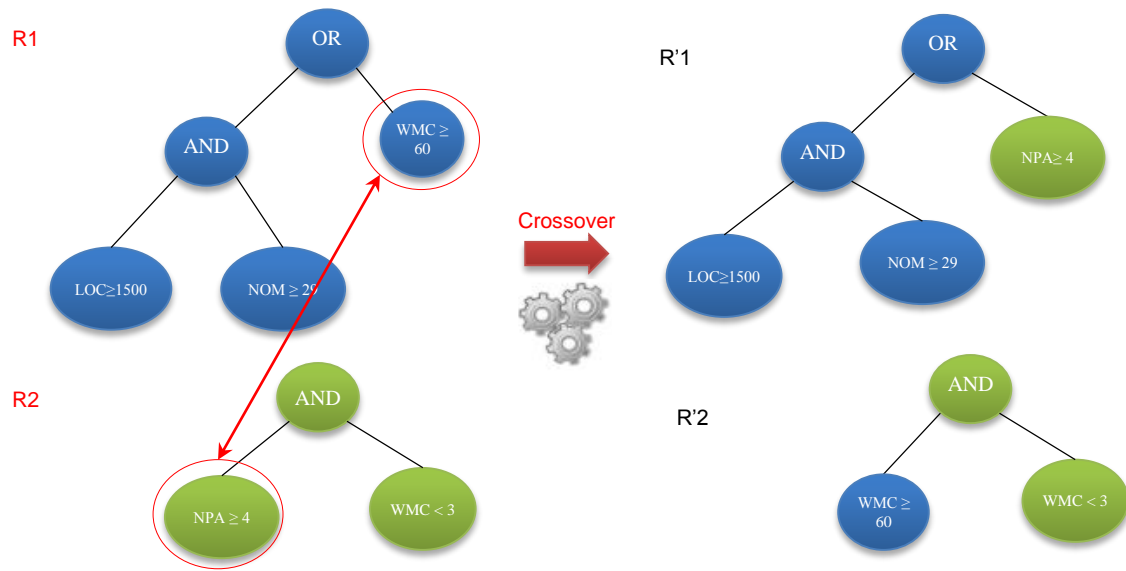 R1
OR
AND
WMC ≥
60
LOC≥1500
NOM ≥ 29
R2
AND
NPA ≥ 4
WMC < 3
Crossover
R’1
OR
AND
NPA≥ 4
LOC≥1500
NOM ≥ 29
R’2
AND
WMC ≥
60
WMC < 3